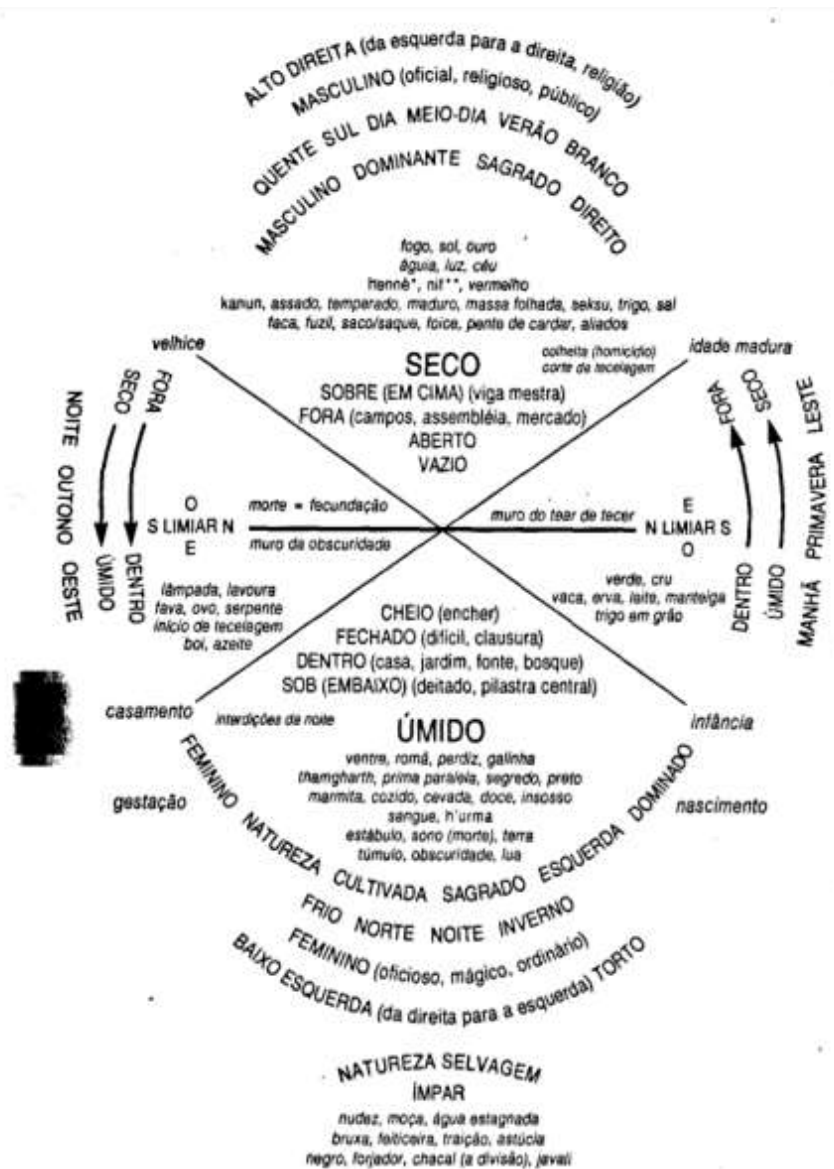 ALTO DIREITA (da esquerda para a direita, religião)
MASCULINO (oficial, religioso, público)
QUENTE SUL DIA MEIO-DIA VERÃO BRANCO
MASCULINO DOMINANTE SAGRADO DIREITO
fogo, sol, ouro
águia, luz, céu
hennè*, nif**, vermelho
kanun, assado, temperado, maduro, massa folhada, seksu, trigo, sal
faca, fuzil, saco/saque, foice, pente de cardar, aliados
velhice
colheita (homicídio)
corte da tecelagem
idade madura
SECO
SOBRE (EM CIMA) (viga mestra)
FORA (campos, assembléia, mercado)
ABERTO
VAZIO
NOITE OUTONO OESTE
SECO
ÚMIDO
FORA
DENTRO
O
S LIMIAR N
E
morte = fecundação
muro da obscuridade
muro do tear de tecer
E
N LIMIAR S
O
FORA
DENTRO
SECO
ÚMIDO
MANHÃ PRIMAVERA LESTE
lâmpada, lavoura
fava, ovo, serpente
início de tecelagem
boi, azeite
verde, cru
vaca, erva, leite, manteiga
trigo em grão
CHEIO (encher)
FECHADO (difícil, clausura)
DENTRO (casa, jardim, fonte, bosque)
SOB (EMBAIXO) (deitado, pilastra central)
casamento
interdições da noite
infância
ÚMIDO
gestação
nascimento
ventre, romã, perdiz, galinha
thamgharth, prima paralela, segredo, preto
marmita, cozido, cevada, doce, insosso
sangue, h'urma
estábulo, sono (morte), terra
túmulo, obscuridade, lua
FEMININO NATUREZA CULTIVADA SAGRADO ESQUERDA DOMINADO
FRIO NORTE NOITE INVERNO
FEMININO (oficioso, mágico, ordinário)
BAIXO ESQUERDA (da direita para a esquerda) TORTO
NATUREZA SELVAGEM
ÍMPAR
nudez, moça, água estagnada
bruxa, feiticeira, traição, astúcia
negro, forjador, chacal (a divisão), javali